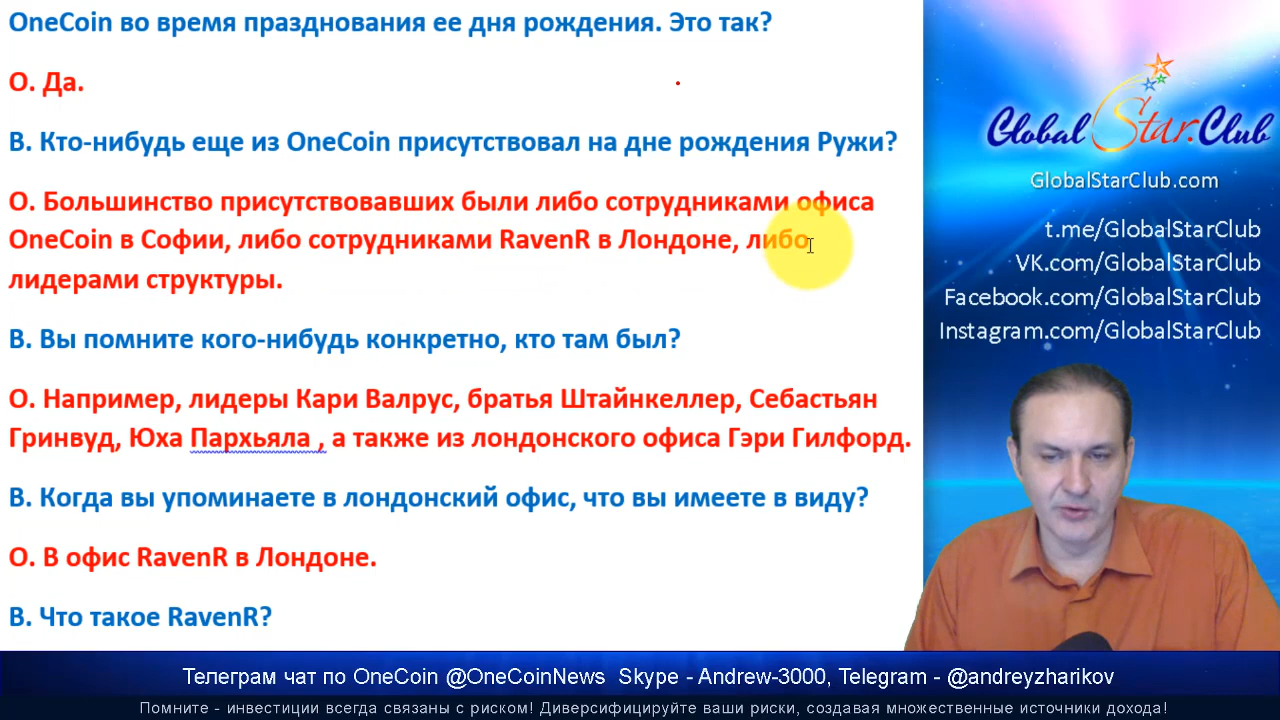 OneCoin во время празднования ее дня рождения. Это так?
О. Да.
В. Кто-нибудь еще из OneCoin присутствовал на дне рождения Ружи?
О. Большинство присутствовавших были либо сотрудниками офиса
OneCoin в Софии, либо сотрудниками RavenR в Лондоне, либо
лидерами структуры.
В. Вы помните кого-нибудь конкретно, кто там был?
О. Например, лидеры Кари Валрус, братья Штайнкеллер, Себастьян
Гринвуд, Юха Пархьяла , а также из лондонского офиса Гэри Гилфорд.
В. Когда вы упоминаете в лондонский офис, что вы имеете в виду?
О. В офис RavenR в Лондоне.
В. Что такое RavenR?
Global Star.Club
GlobalStarClub.com
t.me/GlobalStarClub
VK.com/GlobalStarClub
Facebook.com/GlobalStarClub
Instagram.com/GlobalStarClub
Телеграм чат по OneCoin @OneCoinNews Skype - Andrew-3000, Telegram - @andreyzharikov
Помните - инвестиции всегда связаны с риском! Диверсифицируйте ваши риски, создавая множественные источники дохода!